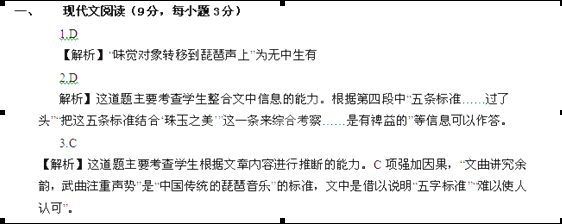 一、 现代文阅读（9分，每小题3分）
1.D
【解析】“味觉对象转移到琵琶声上”为无中生有
2.D
解析】这道题主要考查学生整合文中信息的能力。根据第四段中“五条标准……过了
头”“把这五条标准结合‘珠玉之美’”这一条来综合考察……是有裨益的”等信息可以作答。
3.C
【解析】这道题主要考查学生根据文章内容进行推断的能力。C 项强加因果，“文曲讲究余
韵，武曲注重声势”是“中国传统的琵琶音乐”的标准，文中是借以说明“五字标准”“难以使人
认可”。